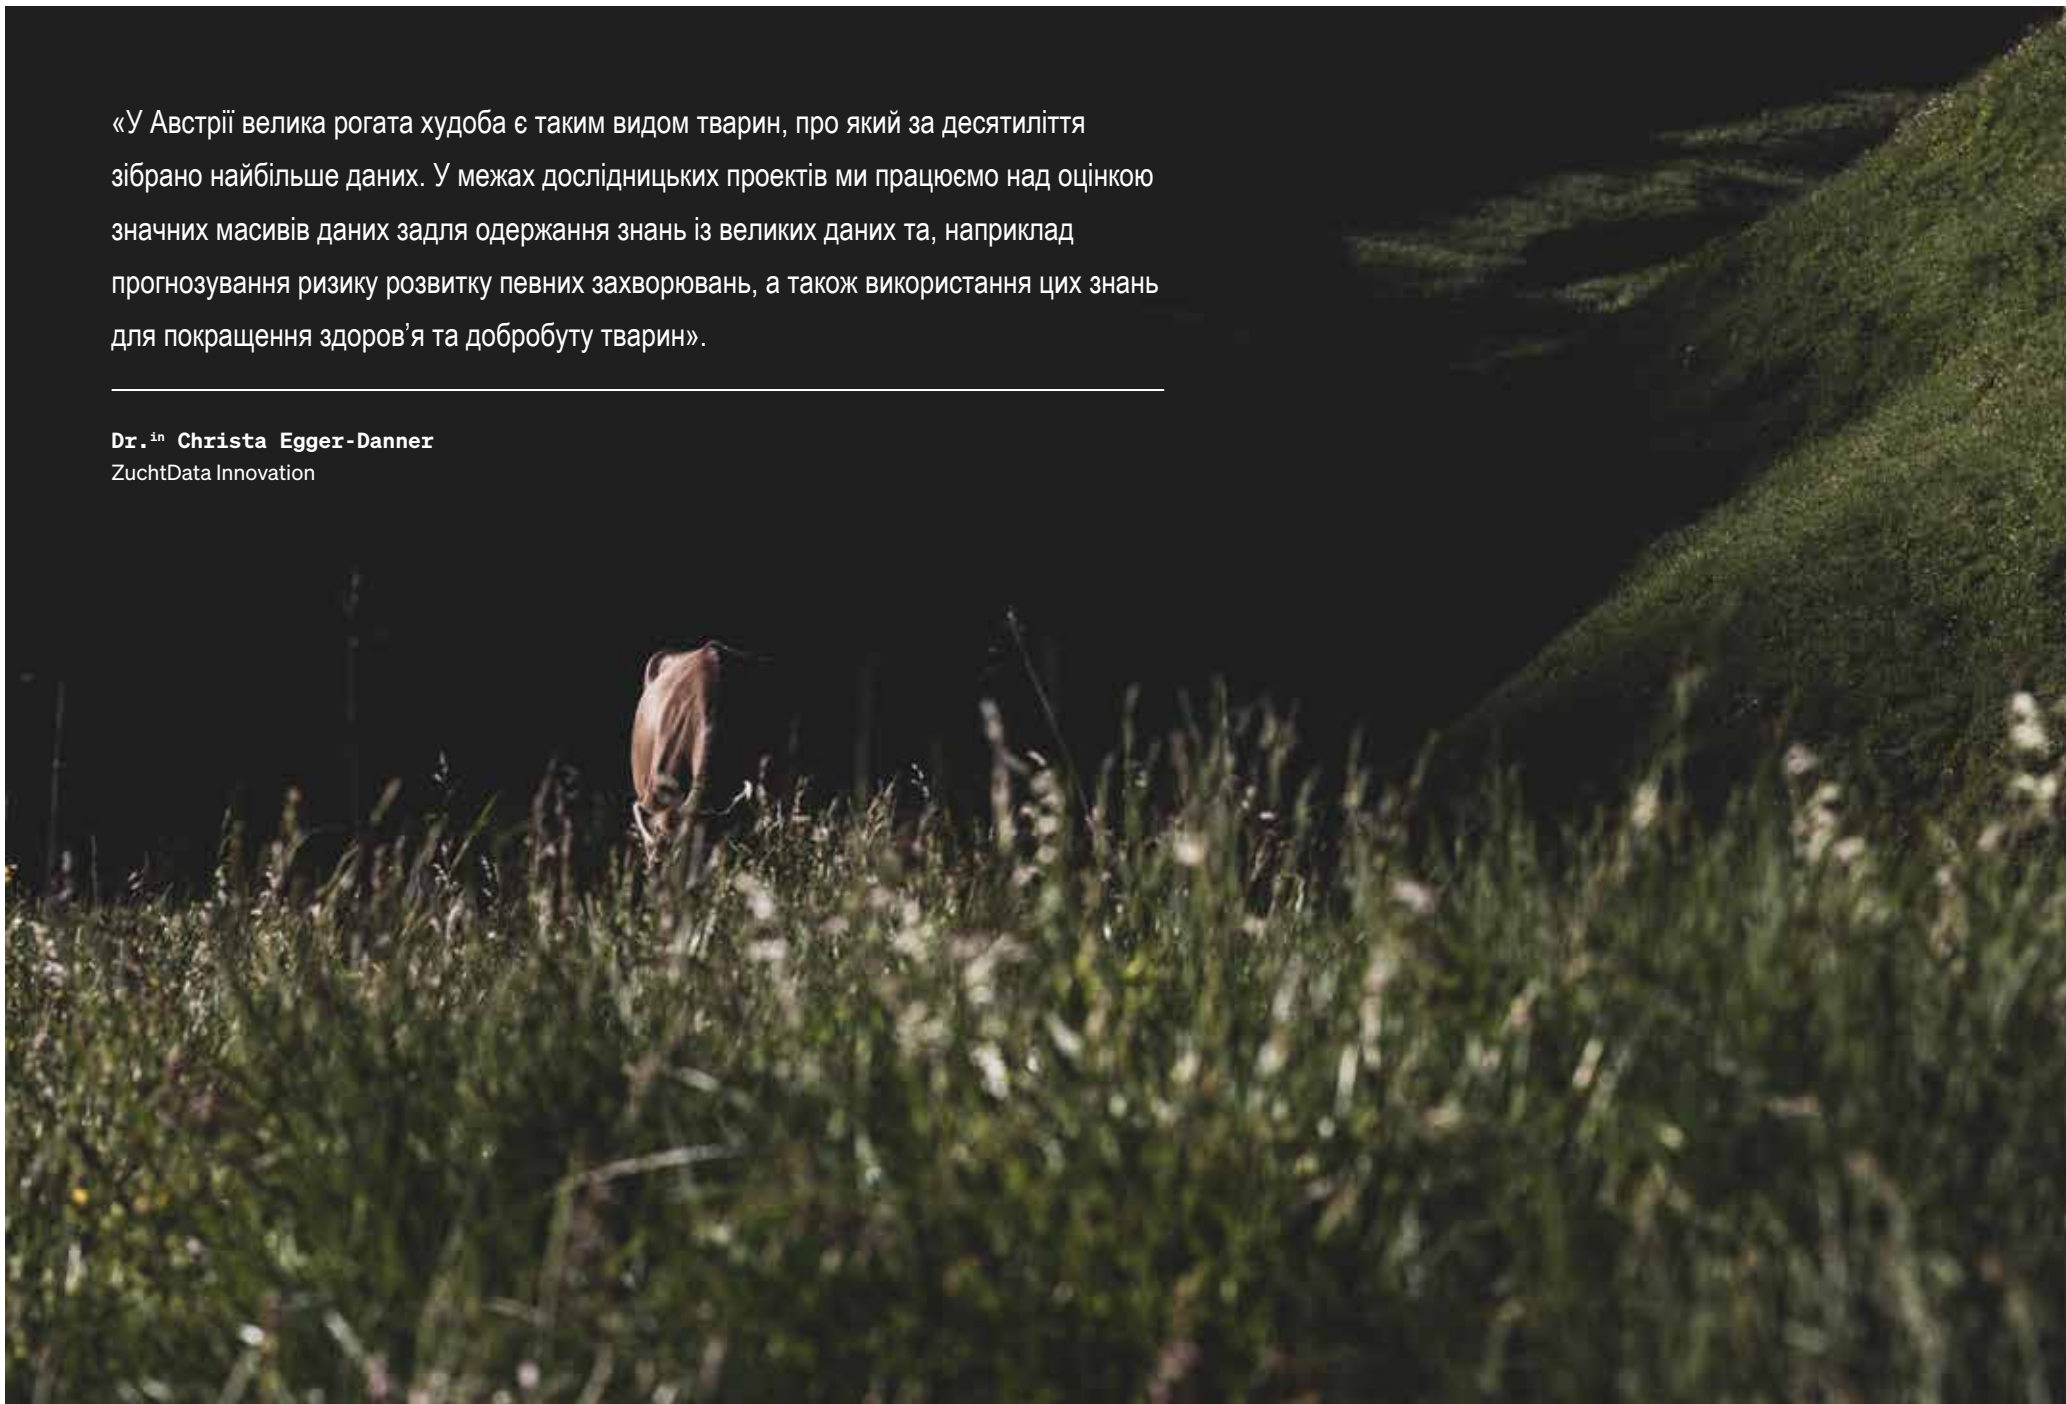 «У Австрії велика рогата худоба є таким видом тварин, про який за десятиліття
зібрано найбільше даних. У межах дослідницьких проектів ми працюємо над оцінкою
значних масивів даних задля одержання знань із великих даних та, наприклад
прогнозування ризику розвитку певних захворювань, а також використання цих знань
для покращення здоров’я та добробуту тварин».
Dr.ⁱⁿ Christa Egger-Danner
ZuchtData Innovation